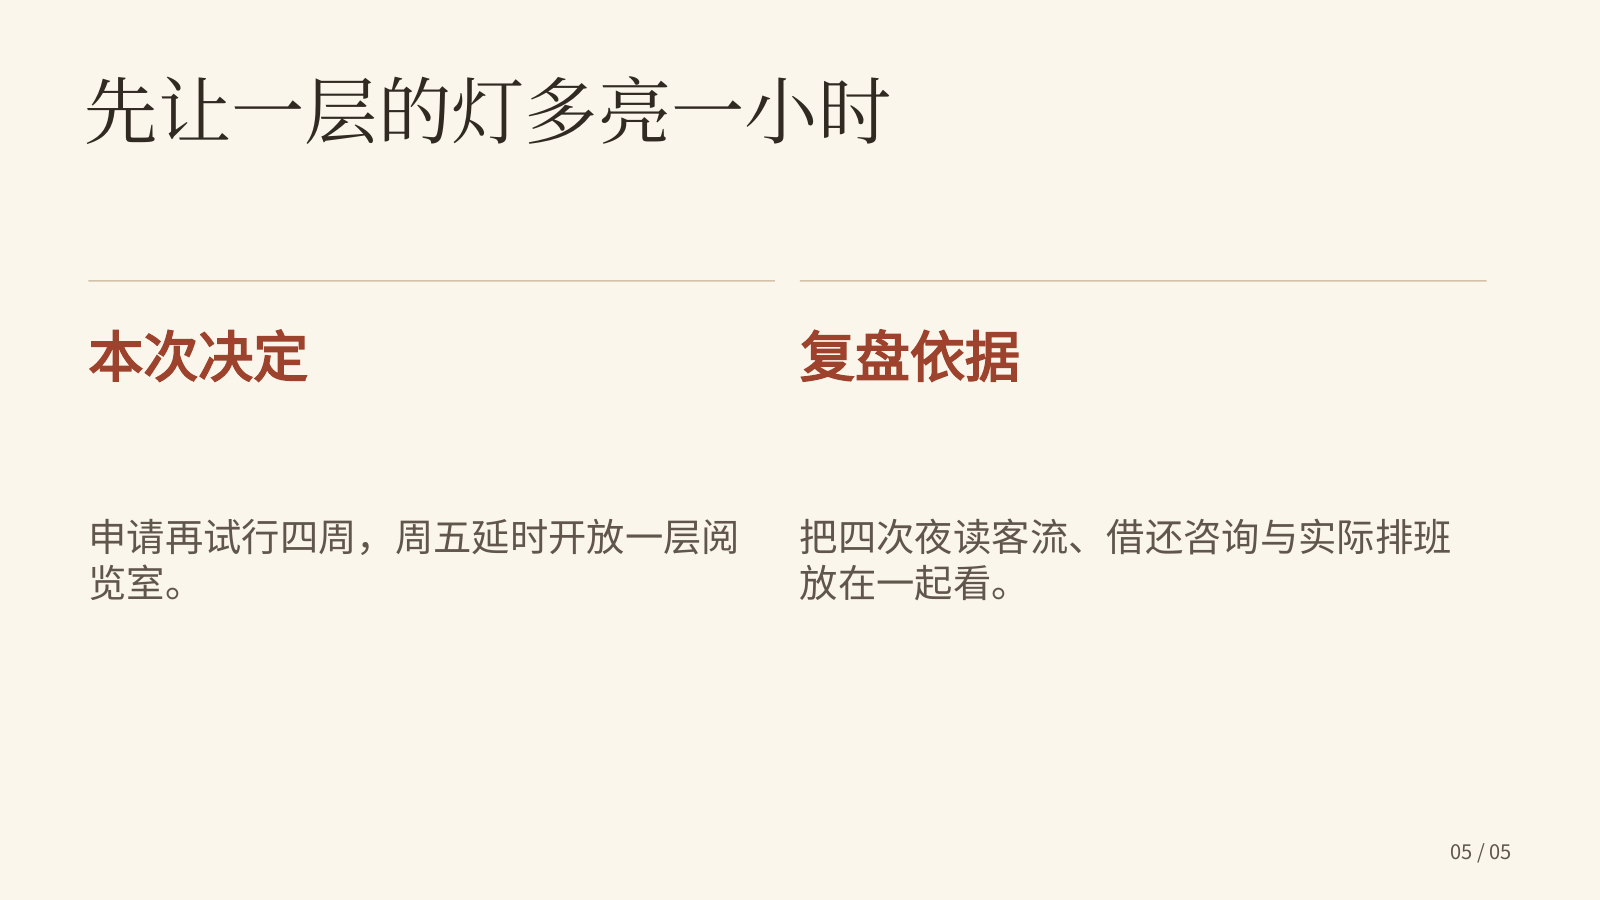 先让一层的灯多亮一小时
本次决定
申请再试行四周，周五延时开放一层阅
览室。
复盘依据
把四次夜读客流、借还咨询与实际排班
放在一起看。
05 / 05